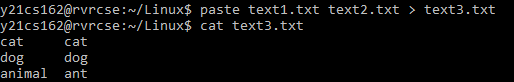 y21cs162@rvrcse:~/Linux$ paste text1.txt text2.txt > text3.txt
y21cs162@rvrcse:~/Linux$ cat text3.txt
cat     cat
dog     dog
animal  ant